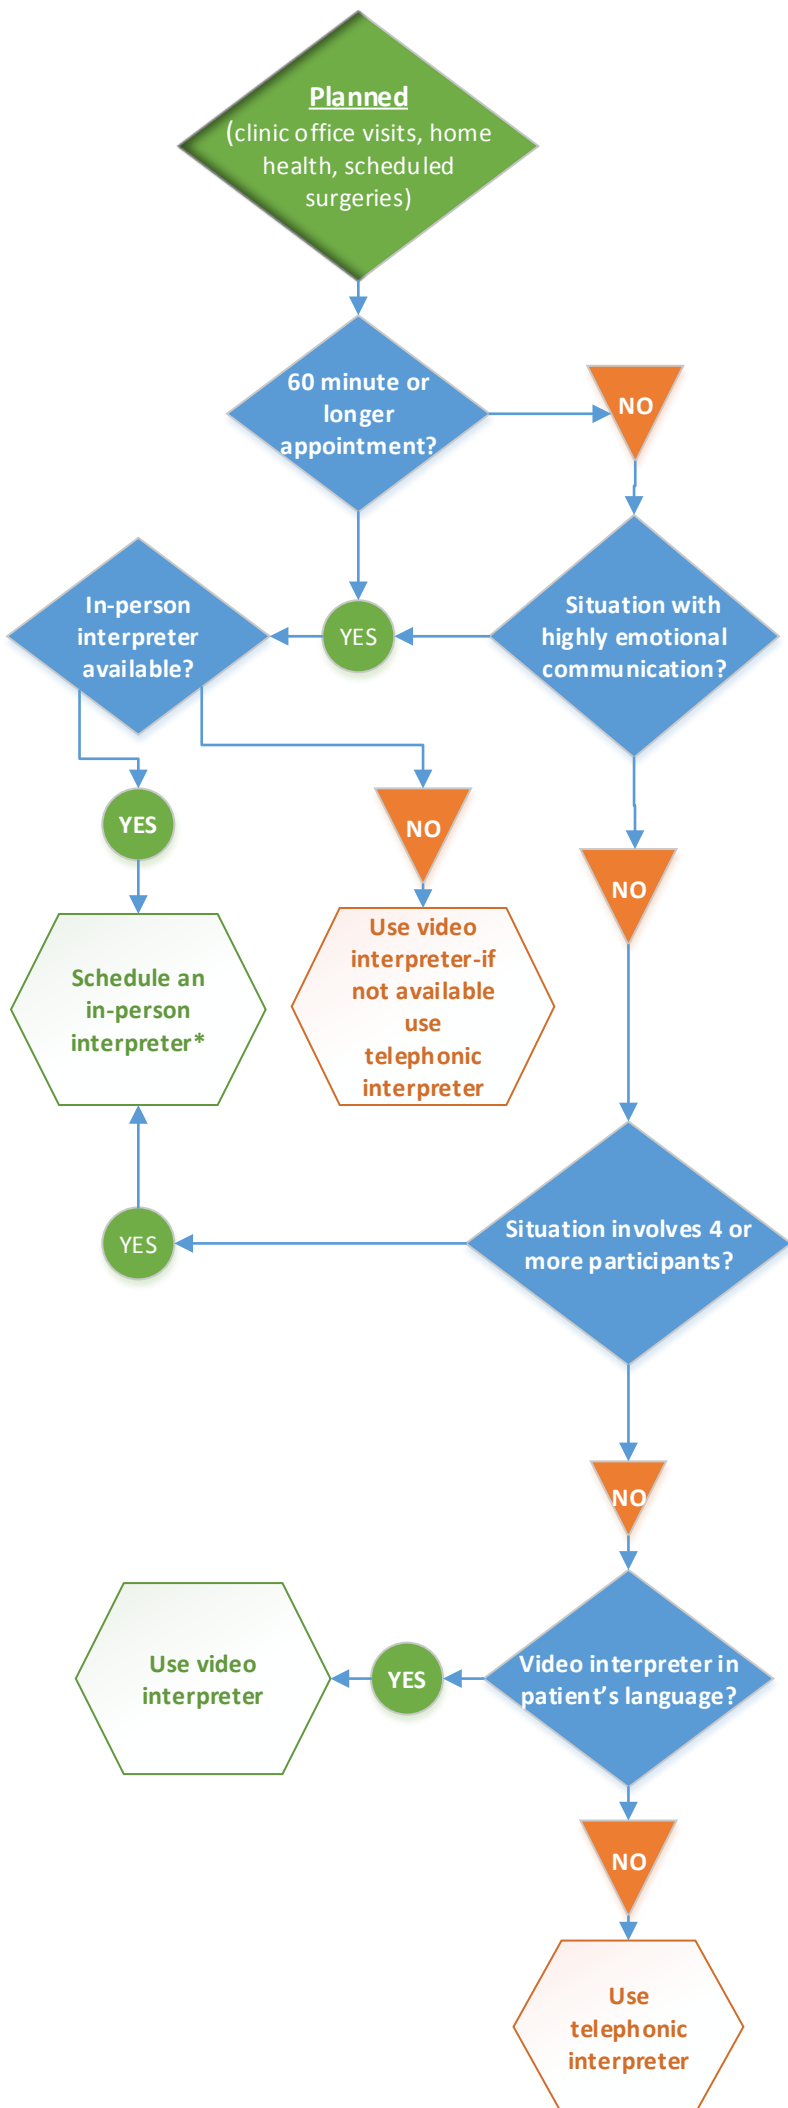 Planned
(clinic office visits, home
health, scheduled
surgeries)
60 minute or
longer
appointment?
NO
In-person
interpreter
available?
YES
Situation with
highly emotional
communication?
YES
NO
NO
Schedule an
in-person
interpreter*
Use video
interpreter-if
not available
use
telephonic
interpreter
YES
Situation involves 4 or
more participants?
NO
Use video
interpreter
YES
Video interpreter in
patient’s language?
NO
Use
telephonic
interpreter